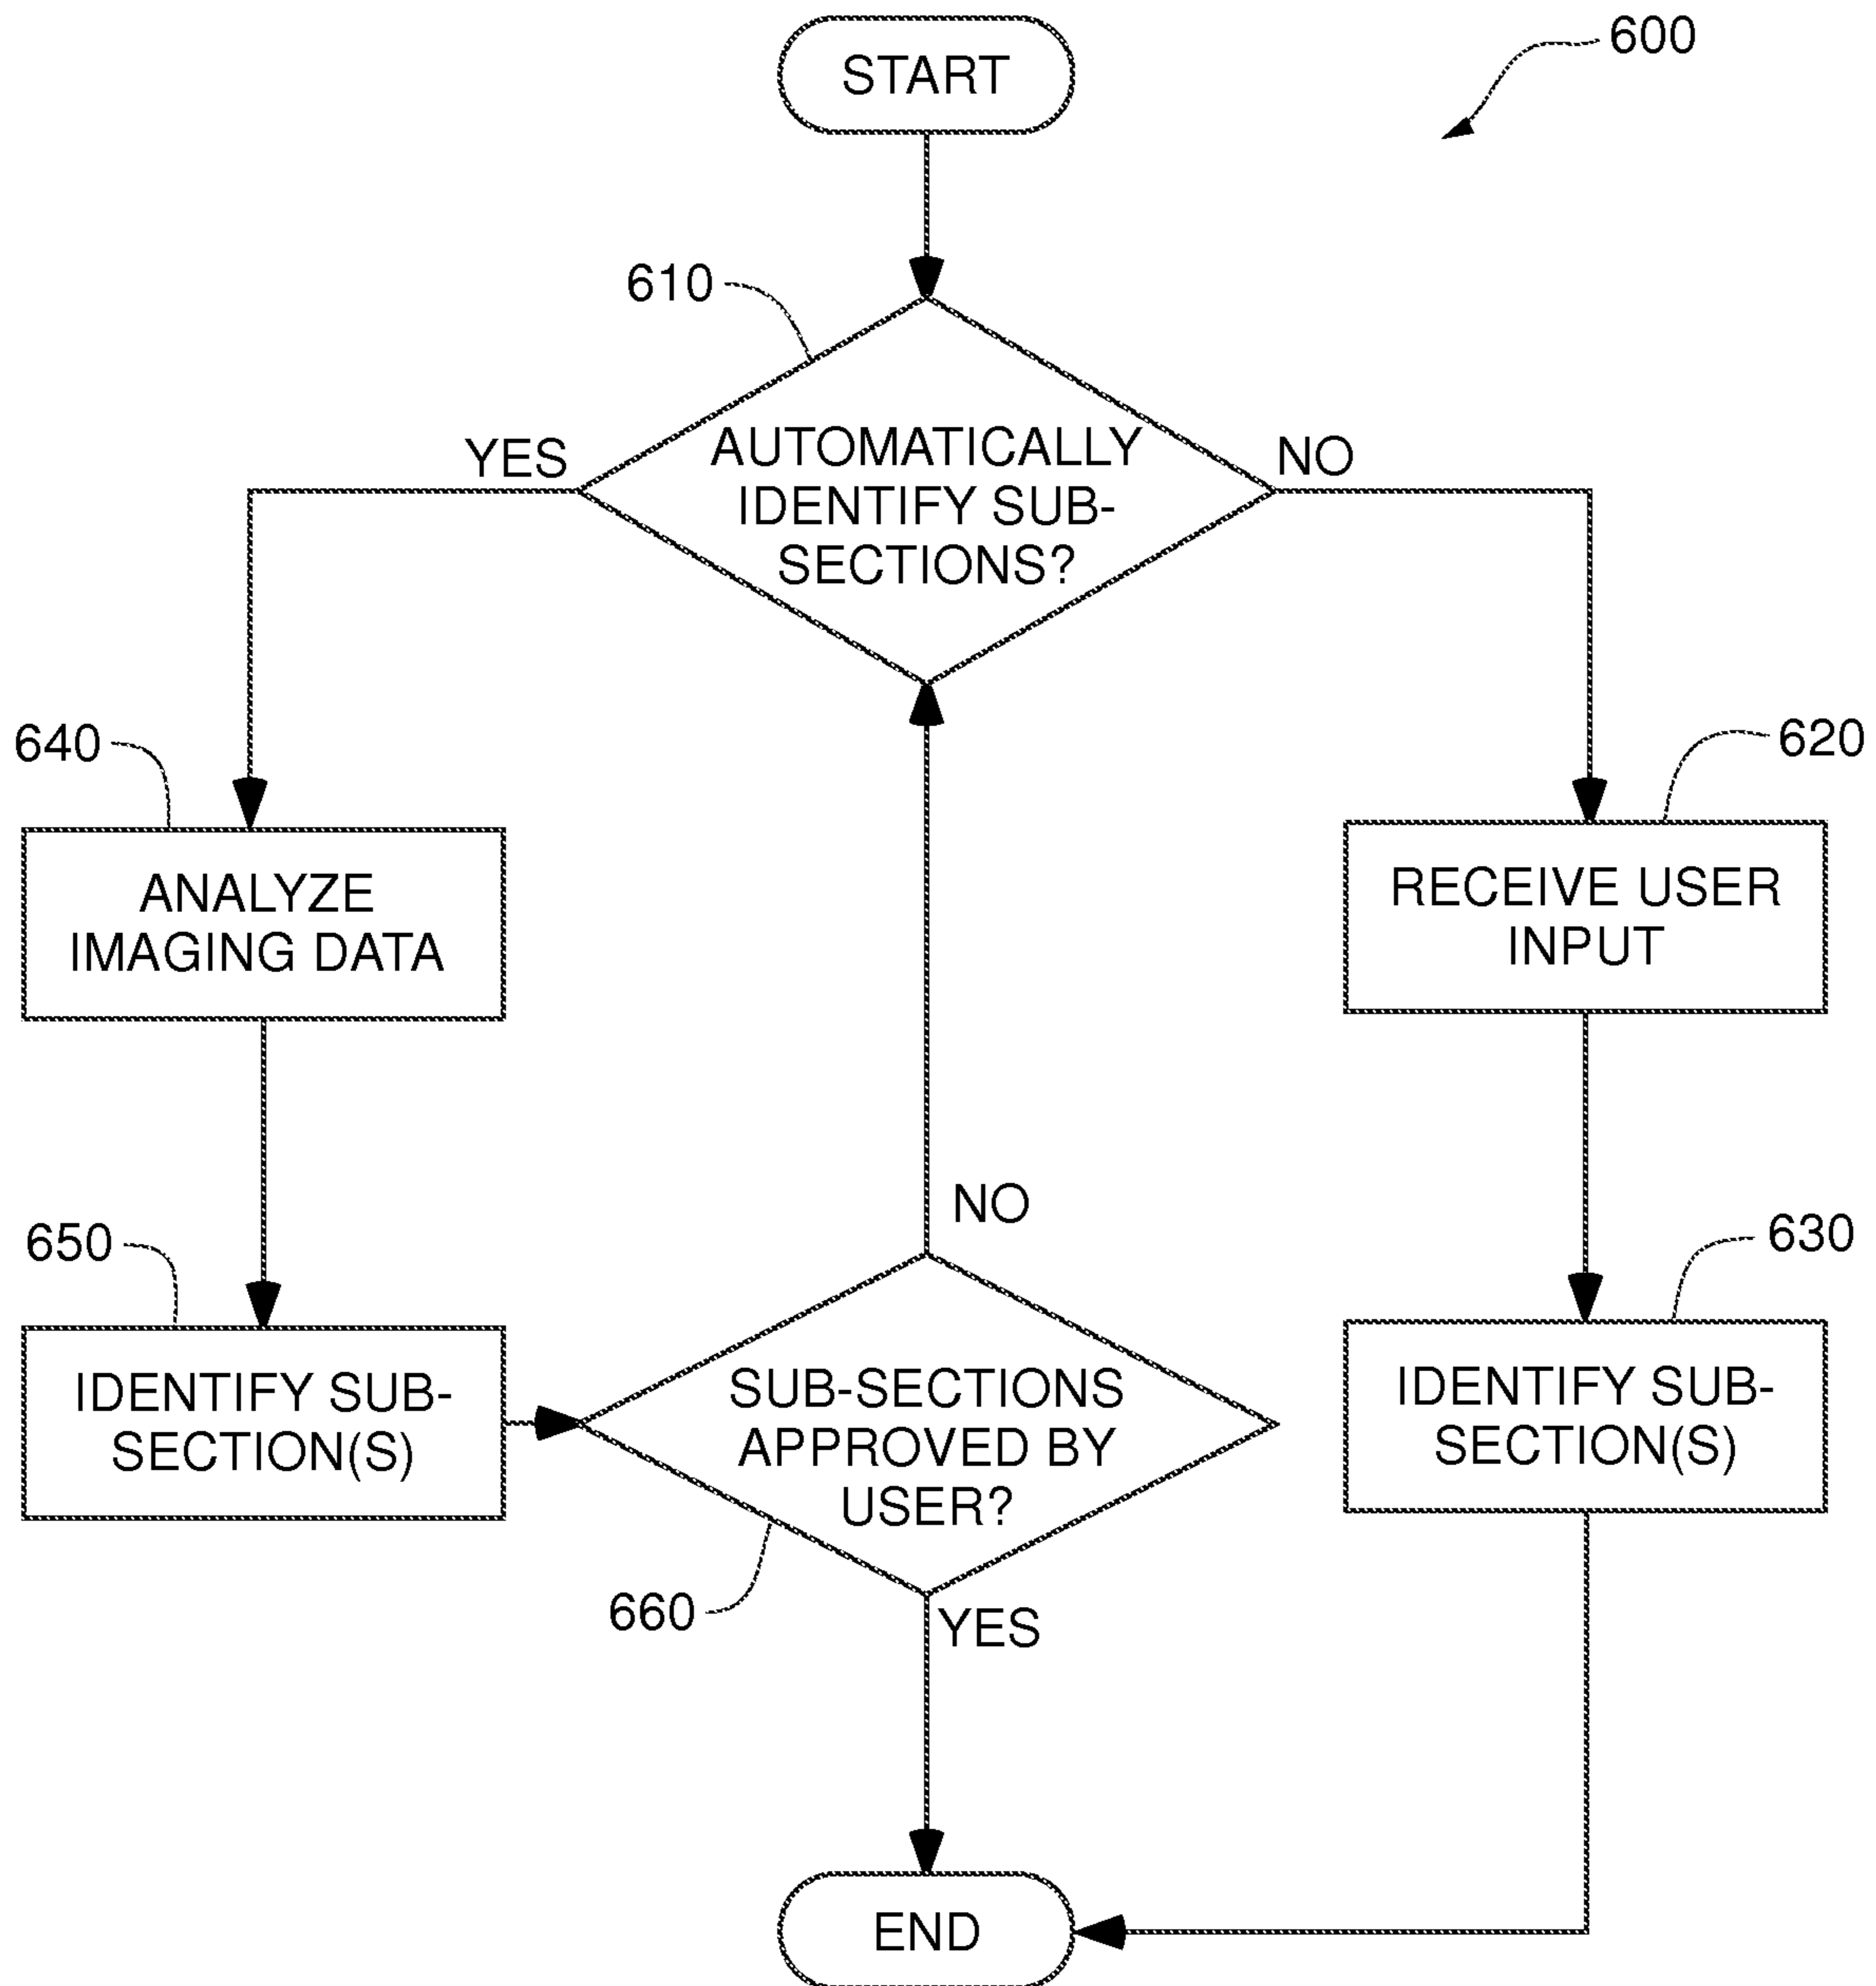 START
600
610
AUTOMATICALLY
IDENTIFY SUB-
SECTIONS?
YES
NO
640
620
ANALYZE
IMAGING DATA
RECEIVE USER
INPUT
NO
650
630
IDENTIFY SUB-
SECTION(S)
SUB-SECTIONS
APPROVED BY
USER?
IDENTIFY SUB-
SECTION(S)
660
YES
END